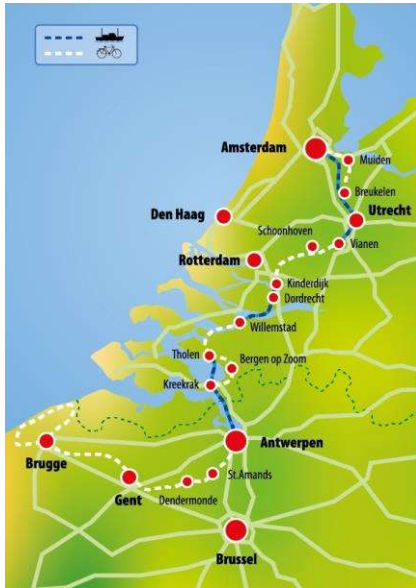 Amsterdam
Muiden
Breukelen
Den Haag
Utrecht
Schoonhoven
Vianen
Rotterdam
Kinderdijk
Dordrecht
Willemstad
Tholen
Bergen op Zoom
Kreekrak
Antwerpen
Brugge
St.Amands
Gent
Dendermonde
Brussel